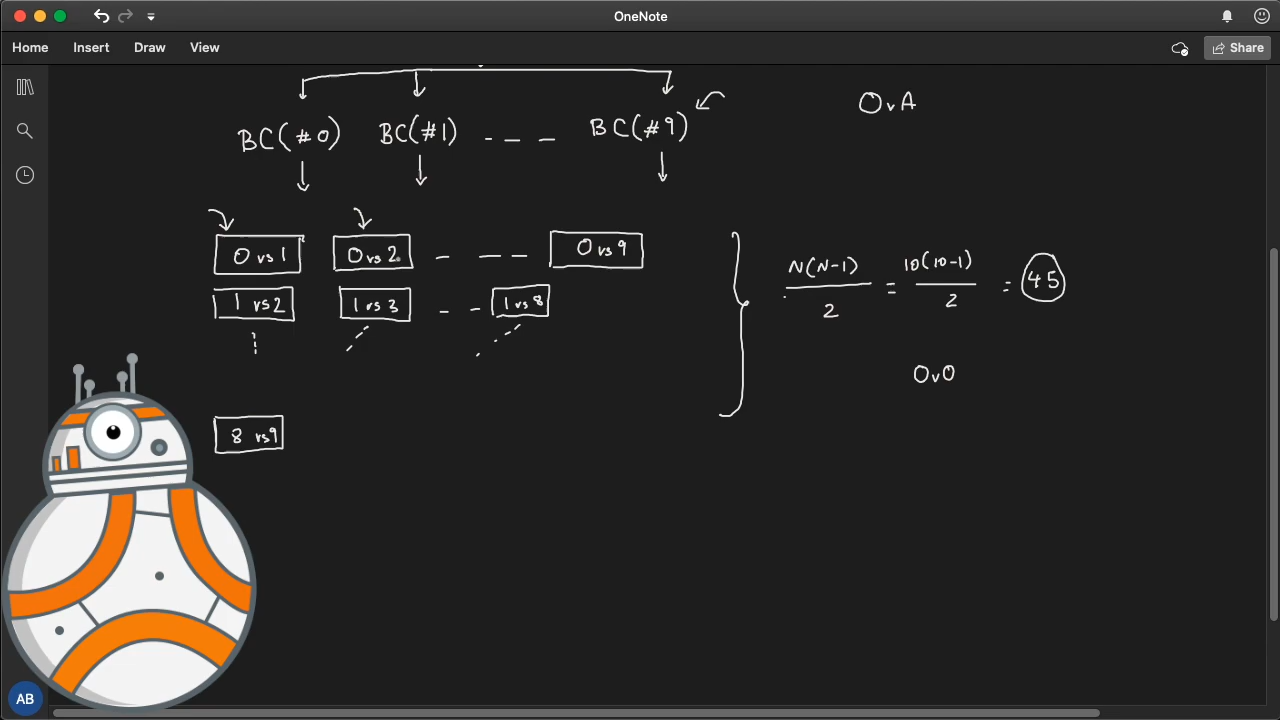 OneNote
Home Insert Draw View Share
OvA
BC(#0) BC(#1) - - - BC(#9)
0 vs 1 0 vs 2 - - - 0 vs 9
1 vs 2 1 vs 3 - - 1 vs 8
N(N-1)/2 = 10(10-1)/2 = 45
OvO
8 vs 9
AB